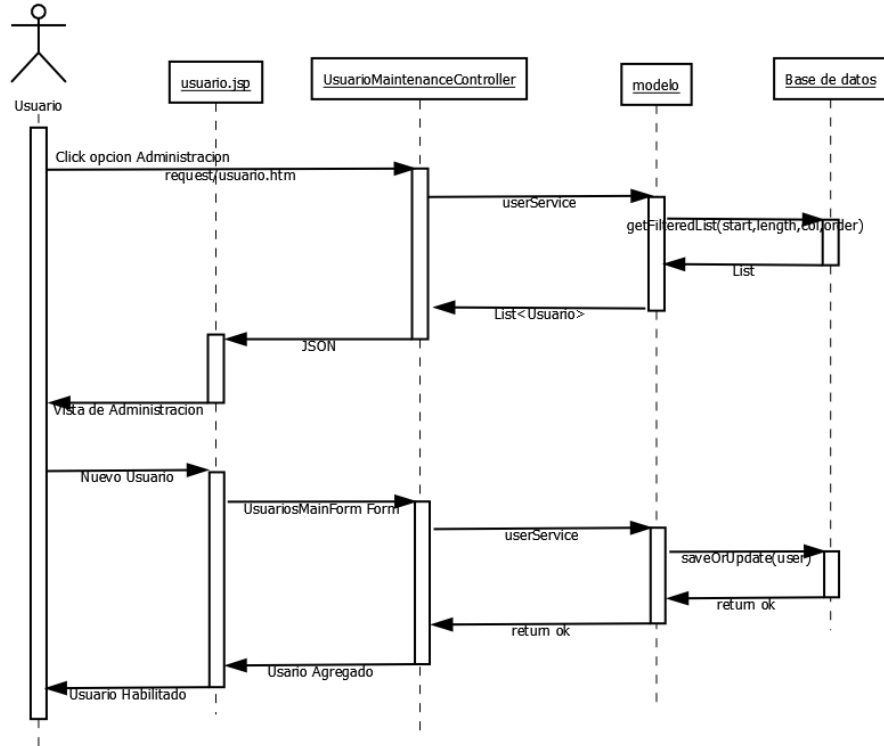 Usuario
usuario.jsp
UsuarioMaintenanceController
modelo
Base de datos
Click opcion Administracion
request/usuario.htm
userService
getFilteredList(start,length,col,order)
List
List<Usuario>
JSON
Vista de Administracion
Nuevo Usuario
UsuariosMainForm Form
userService
saveOrUpdate(user)
return ok
return ok
Usario Agregado
Usuario Habilitado